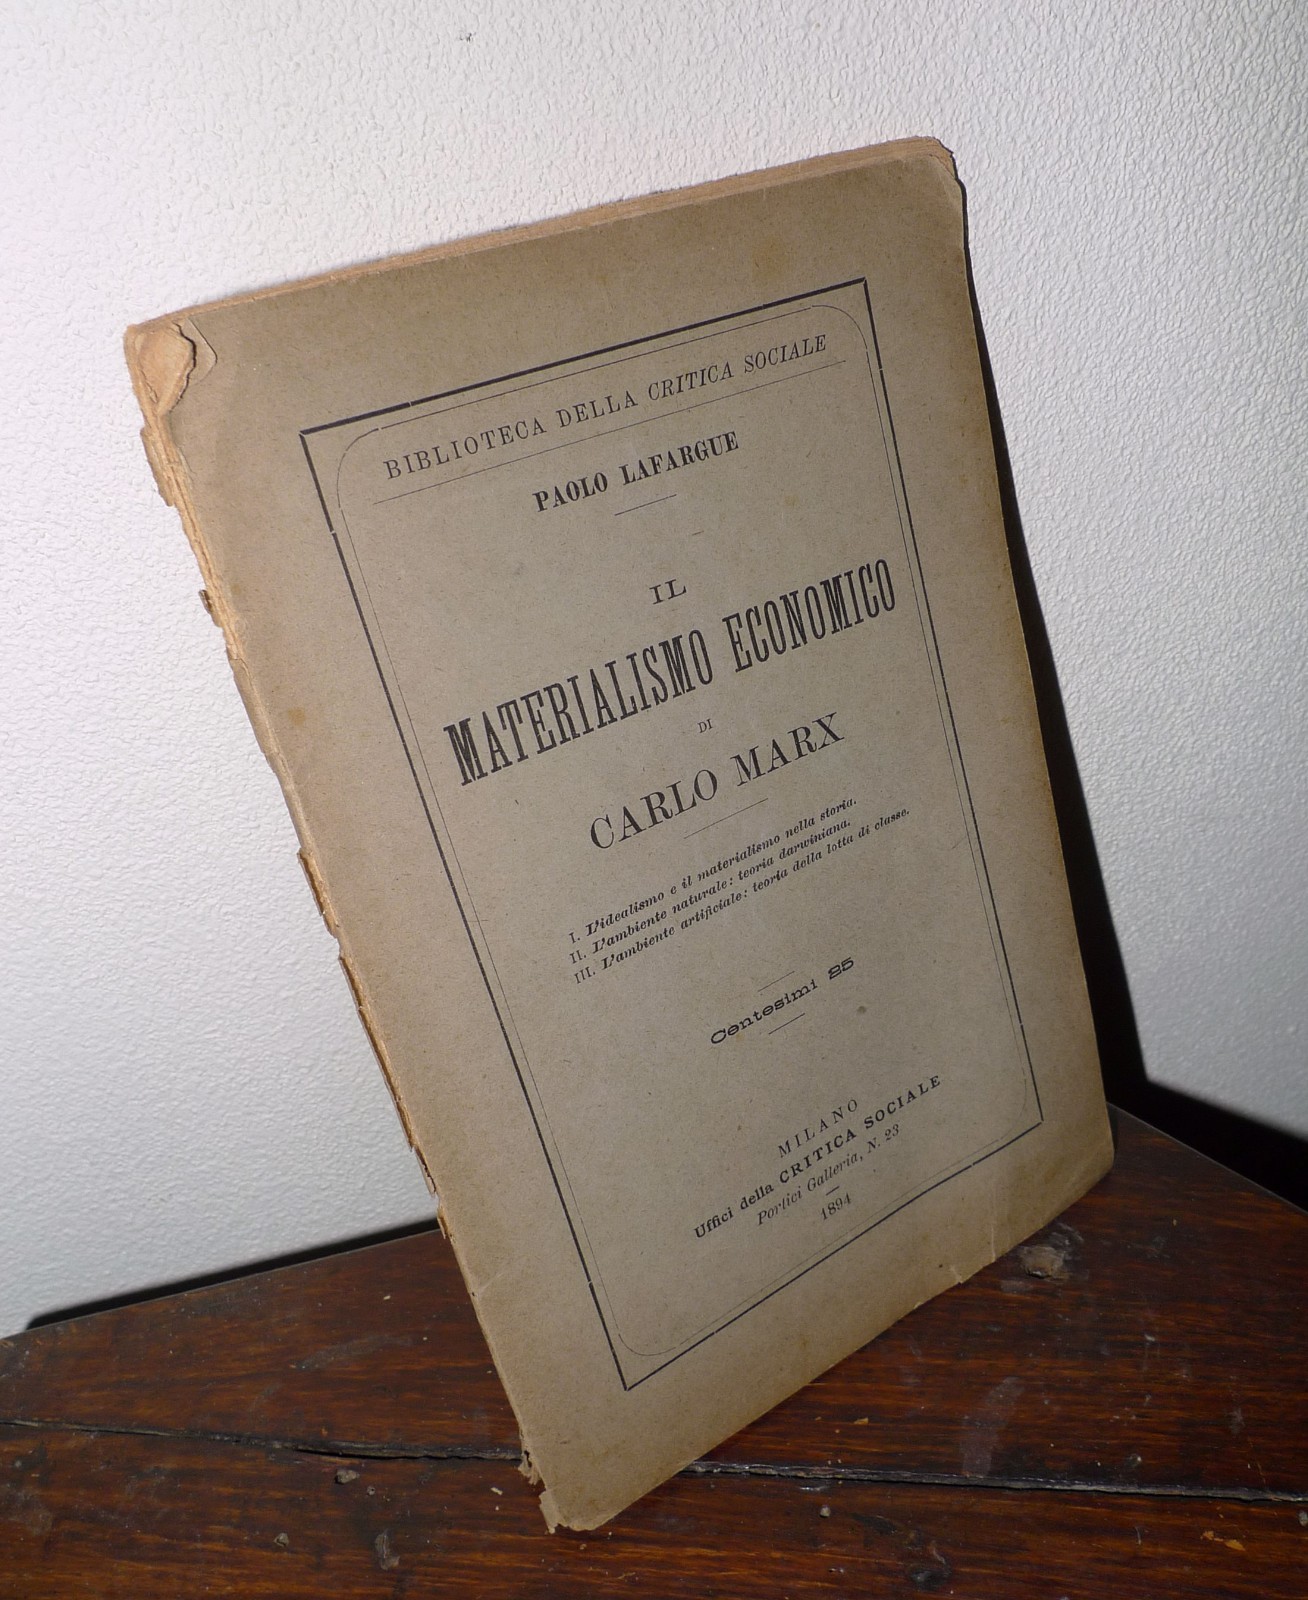 BIBLIOTECA DELLA CRITICA SOCIALE
PAOLO LAFARGUE
IL
MATERIALISMO ECONOMICO
DI
CARLO MARX
I. L'idealismo e il materialismo nella storia.
II. L'ambiente naturale: teoria darwiniana.
III. L'ambiente artificiale: teoria della lotta di classe.
Centesimi 25
MILANO
Uffici della CRITICA SOCIALE
Portici Galleria, N. 23
1894